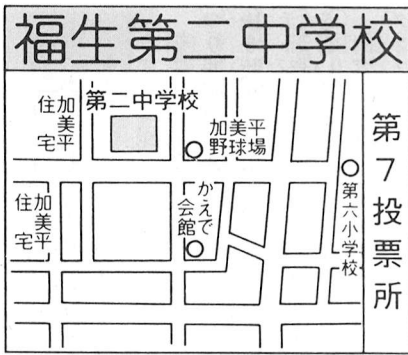 福生第二中学校
第7投票所
加美平住宅
第二中学校
加美平野球場
加美平住宅
かえで会館
第六小学校